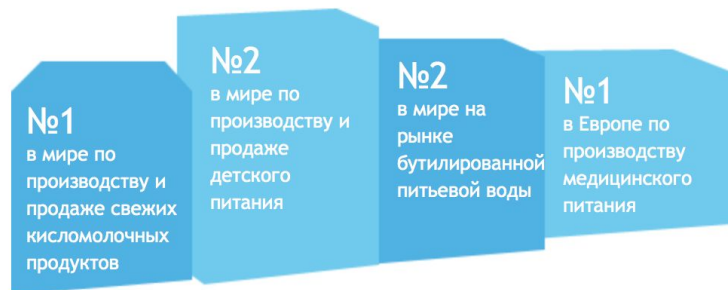 №1
в мире по
производству и
продаже свежих
кисломолочных
продуктов
№2
в мире по
производству и
продаже
детского
питания
№2
в мире на
рынке
бутилированной
питьевой воды
№1
в Европе по
производству
медицинского
питания